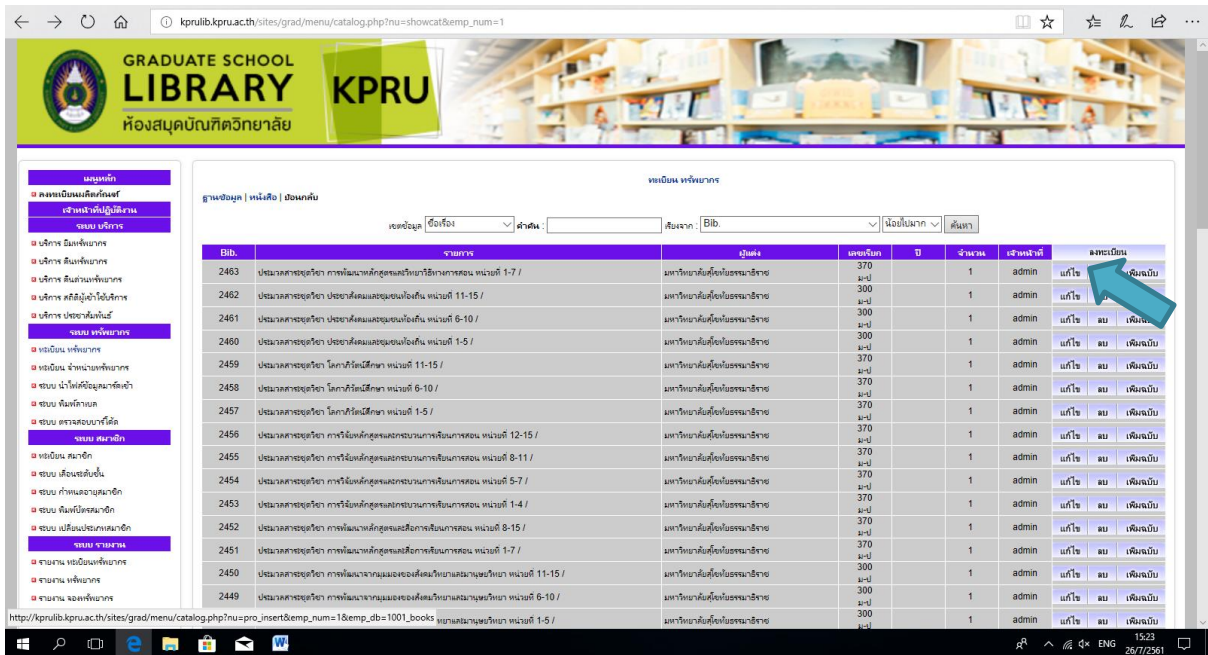 kprulib.kpru.ac.th/sites/grad/menu/catalog.php?nu=showcat&emp_num=1
GRADUATE SCHOOL
LIBRARY KPRU
ห้องสมุดบัณฑิตวิทยาลัย
เมนูหลัก
ลงทะเบียนผลิตภัณฑ์
เจ้าหน้าที่ปฏิบัติงาน
ระบบ บริการ
บริการ ยืมทรัพยากร
บริการ คืนทรัพยากร
บริการ คืนด่วนทรัพยากร
บริการ สถิติผู้เข้าใช้บริการ
บริการ ประชาสัมพันธ์
ระบบ ทรัพยากร
ทะเบียน ทรัพยากร
ทะเบียน จำหน่ายทรัพยากร
ระบบ นำไฟล์ข้อมูลมาร์คเข้า
ระบบ พิมพ์ลาเบล
ระบบ ตรวจสอบบาร์โค้ด
ระบบ สมาชิก
ทะเบียน สมาชิก
ระบบ เลื่อนระดับชั้น
ระบบ กำหนดอายุสมาชิก
ระบบ พิมพ์บัตรสมาชิก
ระบบ เปลี่ยนประเภทสมาชิก
ระบบ รายงาน
รายงาน ทะเบียนทรัพยากร
รายงาน ทรัพยากร
รายงาน จองทรัพยากร
ทะเบียน ทรัพยากร
ฐานข้อมูล | หนังสือ | ย้อนกลับ
เขตข้อมูล ชื่อเรื่อง คำค้น : เรียงจาก : Bib. น้อยไปมาก ค้นหา
Bib. รายการ ผู้แต่ง เลขเรียก ปี จำนวน เจ้าหน้าที่ ลงทะเบียน
2463 ประมวลสาระชุดวิชา การพัฒนาหลักสูตรและวิทยาวิธีทางการสอน หน่วยที่ 1-7 / มหาวิทยาลัยสุโขทัยธรรมาธิราช 370 ม-ป 1 admin แก้ไข เพิ่มฉบับ
2462 ประมวลสาระชุดวิชา ประชาสังคมและชุมชนท้องถิ่น หน่วยที่ 11-15 / มหาวิทยาลัยสุโขทัยธรรมาธิราช 300 ม-ป 1 admin แก้ไข
2461 ประมวลสาระชุดวิชา ประชาสังคมและชุมชนท้องถิ่น หน่วยที่ 6-10 / มหาวิทยาลัยสุโขทัยธรรมาธิราช 300 ม-ป 1 admin แก้ไข ลบ เพิ่มฉบับ
2460 ประมวลสาระชุดวิชา ประชาสังคมและชุมชนท้องถิ่น หน่วยที่ 1-5 / มหาวิทยาลัยสุโขทัยธรรมาธิราช 300 ม-ป 1 admin แก้ไข ลบ เพิ่มฉบับ
2459 ประมวลสาระชุดวิชา โลกาภิวัตน์ศึกษา หน่วยที่ 11-15 / มหาวิทยาลัยสุโขทัยธรรมาธิราช 370 ม-ป 1 admin แก้ไข ลบ เพิ่มฉบับ
2458 ประมวลสาระชุดวิชา โลกาภิวัตน์ศึกษา หน่วยที่ 6-10 / มหาวิทยาลัยสุโขทัยธรรมาธิราช 370 ม-ป 1 admin แก้ไข ลบ เพิ่มฉบับ
2457 ประมวลสาระชุดวิชา โลกาภิวัตน์ศึกษา หน่วยที่ 1-5 / มหาวิทยาลัยสุโขทัยธรรมาธิราช 370 ม-ป 1 admin แก้ไข ลบ เพิ่มฉบับ
2456 ประมวลสาระชุดวิชา การวิจัยหลักสูตรและกระบวนการเรียนการสอน หน่วยที่ 12-15 / มหาวิทยาลัยสุโขทัยธรรมาธิราช 370 ม-ป 1 admin แก้ไข ลบ เพิ่มฉบับ
2455 ประมวลสาระชุดวิชา การวิจัยหลักสูตรและกระบวนการเรียนการสอน หน่วยที่ 8-11 / มหาวิทยาลัยสุโขทัยธรรมาธิราช 370 ม-ป 1 admin แก้ไข ลบ เพิ่มฉบับ
2454 ประมวลสาระชุดวิชา การวิจัยหลักสูตรและกระบวนการเรียนการสอน หน่วยที่ 5-7 / มหาวิทยาลัยสุโขทัยธรรมาธิราช 370 ม-ป 1 admin แก้ไข ลบ เพิ่มฉบับ
2453 ประมวลสาระชุดวิชา การวิจัยหลักสูตรและกระบวนการเรียนการสอน หน่วยที่ 1-4 / มหาวิทยาลัยสุโขทัยธรรมาธิราช 370 ม-ป 1 admin แก้ไข ลบ เพิ่มฉบับ
2452 ประมวลสาระชุดวิชา การพัฒนาหลักสูตรและสื่อการเรียนการสอน หน่วยที่ 8-15 / มหาวิทยาลัยสุโขทัยธรรมาธิราช 370 ม-ป 1 admin แก้ไข ลบ เพิ่มฉบับ
2451 ประมวลสาระชุดวิชา การพัฒนาหลักสูตรและสื่อการเรียนการสอน หน่วยที่ 1-7 / มหาวิทยาลัยสุโขทัยธรรมาธิราช 370 ม-ป 1 admin แก้ไข ลบ เพิ่มฉบับ
2450 ประมวลสาระชุดวิชา การพัฒนาจากมุมมองของสังคมวิทยาและมานุษยวิทยา หน่วยที่ 11-15 / มหาวิทยาลัยสุโขทัยธรรมาธิราช 300 ม-ป 1 admin แก้ไข ลบ เพิ่มฉบับ
2449 ประมวลสาระชุดวิชา การพัฒนาจากมุมมองของสังคมวิทยาและมานุษยวิทยา หน่วยที่ 6-10 / มหาวิทยาลัยสุโขทัยธรรมาธิราช 300 ม-ป 1 admin แก้ไข ลบ เพิ่มฉบับ
หน่วยที่ 1-5 / มหาวิทยาลัยสุโขทัยธรรมาธิราช 300 ม-ป 1 admin แก้ไข ลบ เพิ่มฉบับ
http://kprulib.kpru.ac.th/sites/grad/menu/catalog.php?nu=pro_insert&emp_num=1&emp_db=1001_books
ENG 15:23
26/7/2561